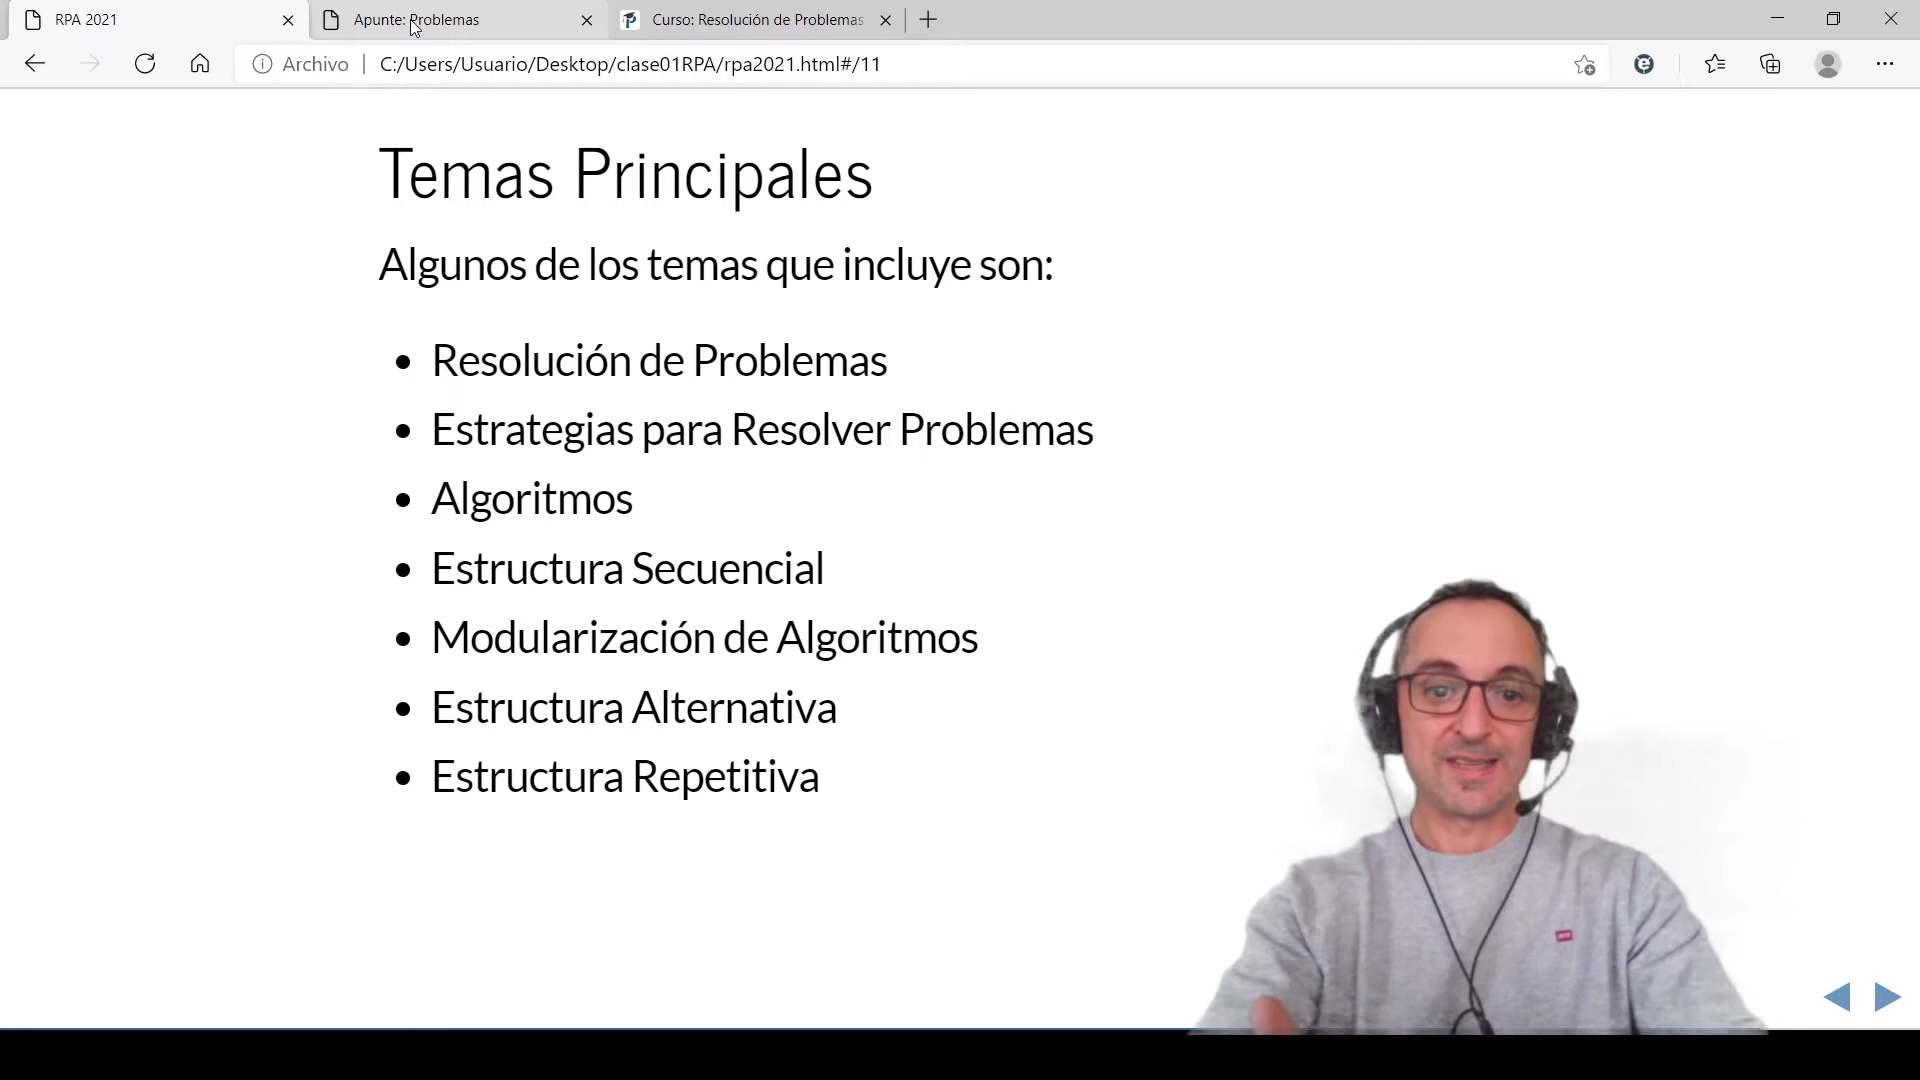 RPA 2021
Apunte: Problemas
Curso: Resolución de Problemas
Archivo
C:/Users/Usuario/Desktop/clase01RPA/rpa2021.html#/11
Temas Principales
Algunos de los temas que incluye son:
• Resolución de Problemas
• Estrategias para Resolver Problemas
• Algoritmos
• Estructura Secuencial
• Modularización de Algoritmos
• Estructura Alternativa
• Estructura Repetitiva